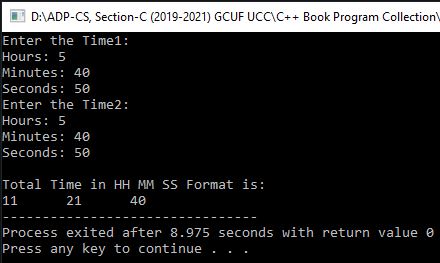 D:\ADP-CS, Section-C (2019-2021) GCUF UCC\C++ Book Program Collection\
Enter the Time1:
Hours: 5
Minutes: 40
Seconds: 50
Enter the Time2:
Hours: 5
Minutes: 40
Seconds: 50
Total Time in HH MM SS Format is:
11      21      40
--------------------------------
Process exited after 8.975 seconds with return value 0
Press any key to continue . . .